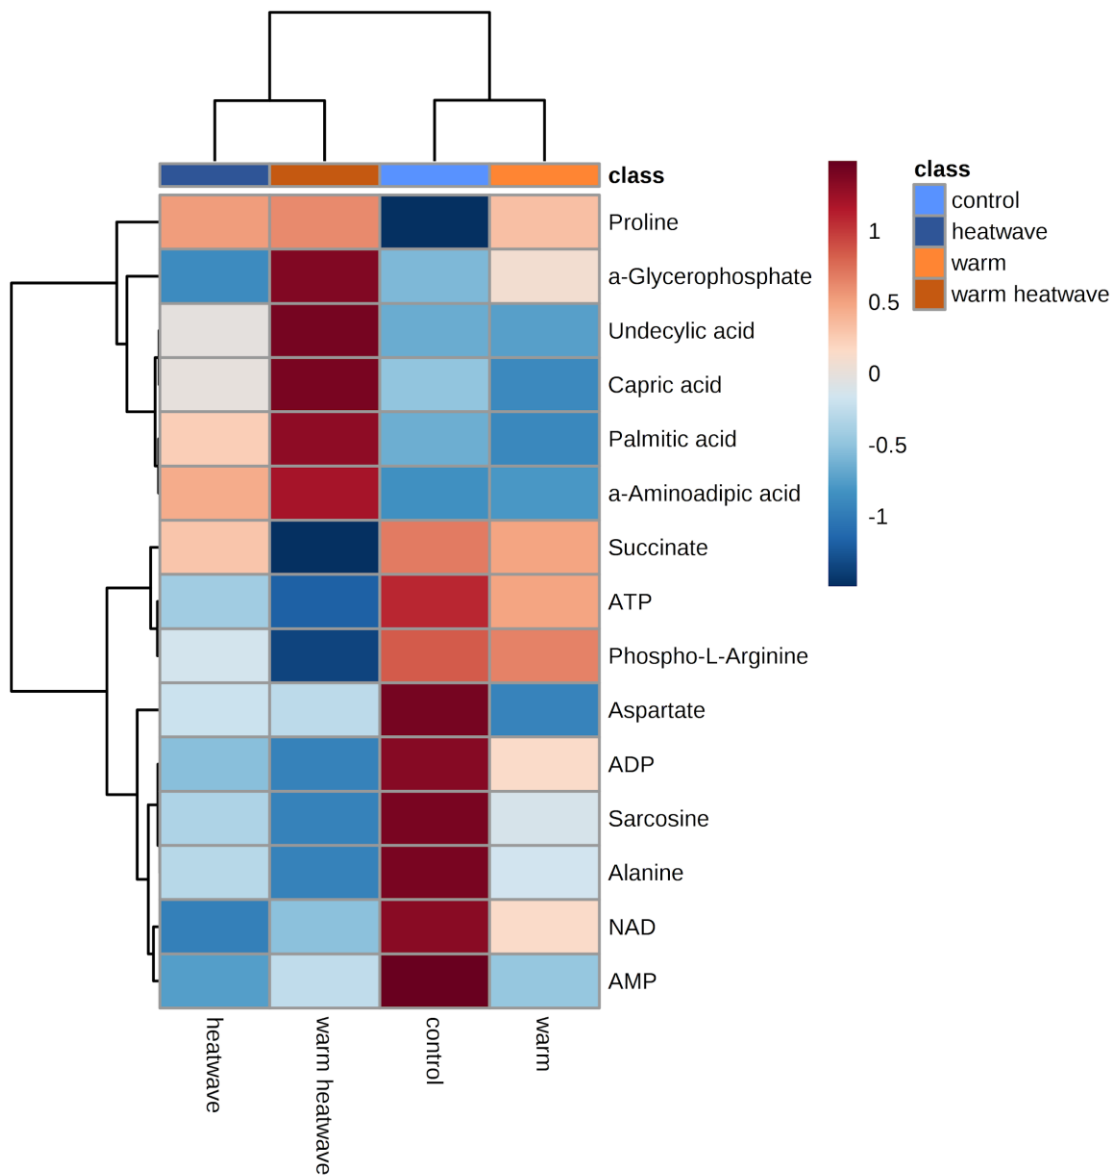 class
Proline
a-Glycerophosphate
Undecylic acid
Capric acid
Palmitic acid
a-Aminoadipic acid
Succinate
ATP
Phospho-L-Arginine
Aspartate
ADP
Sarcosine
Alanine
NAD
AMP
heatwave
warm heatwave
control
warm
1
0.5
0
-0.5
-1
class
control
heatwave
warm
warm heatwave